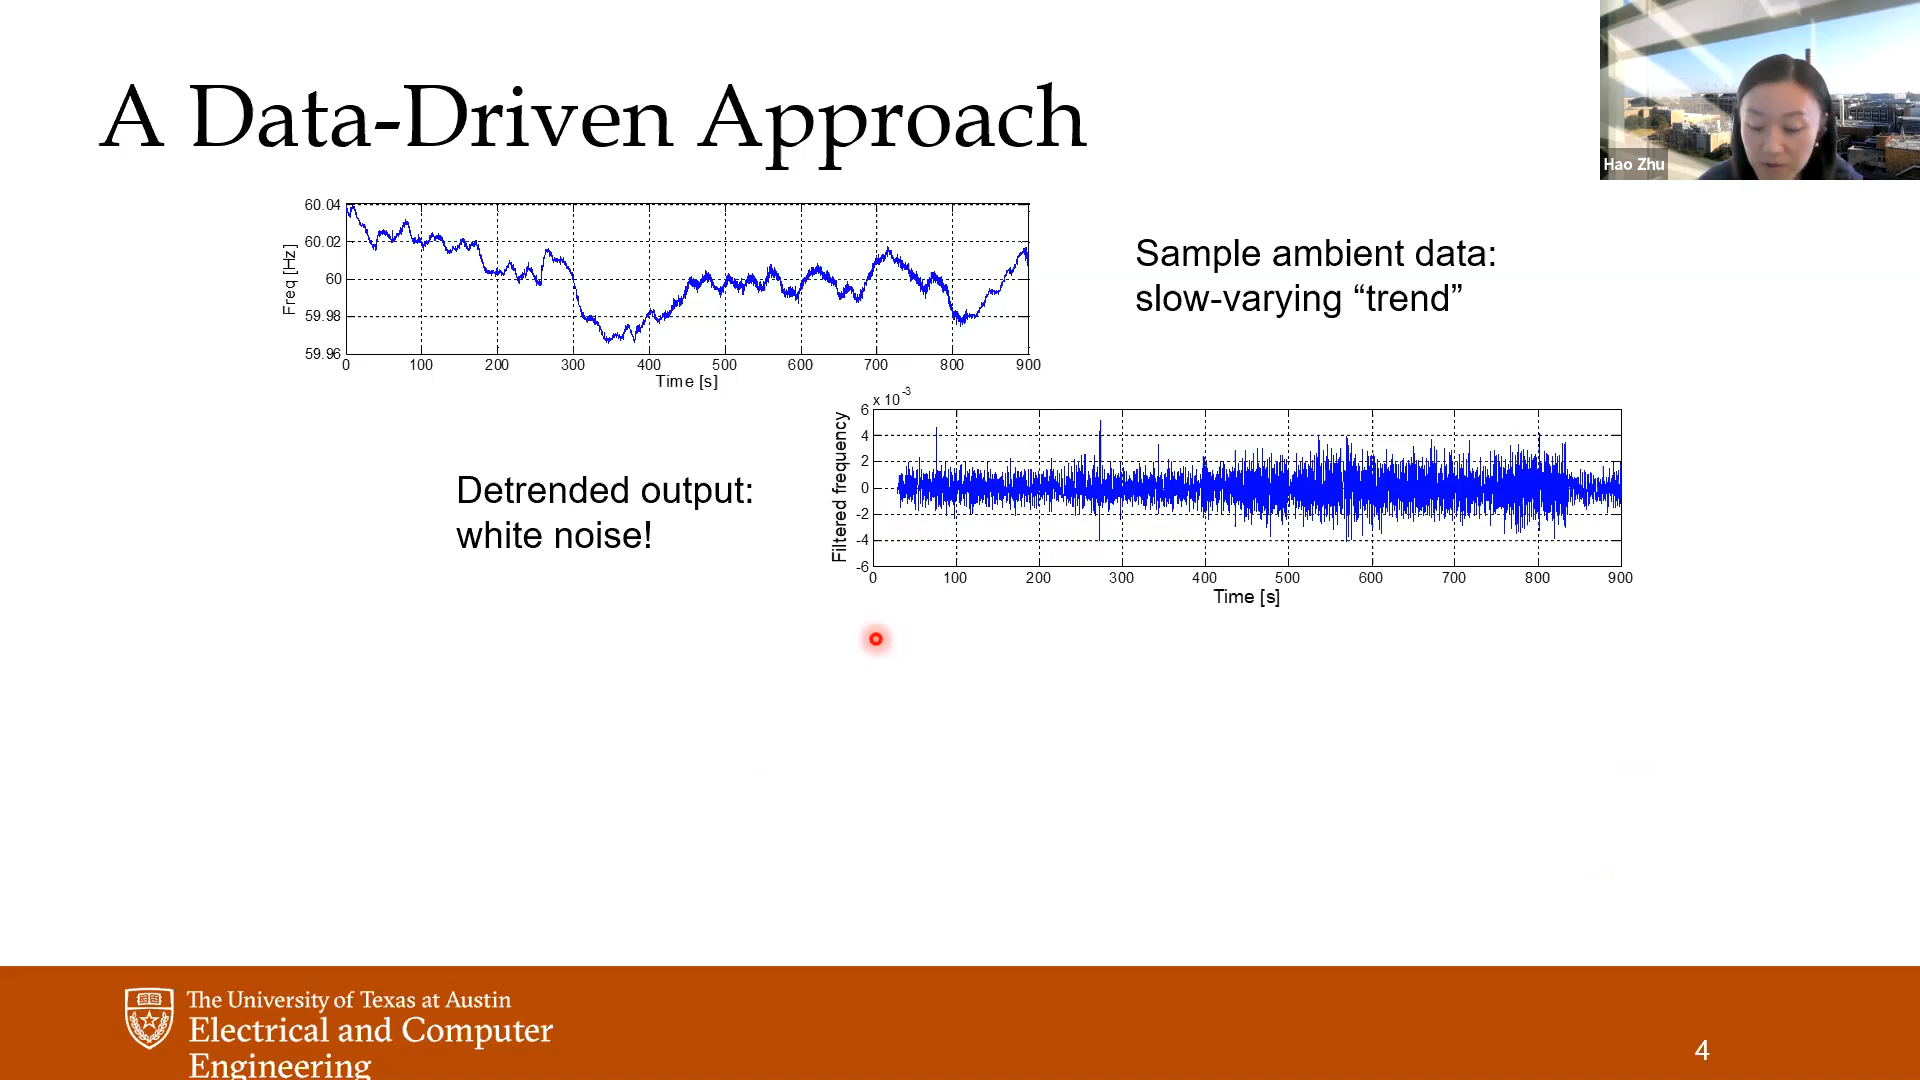 A Data-Driven Approach
Hao Zhu
60.04
60.02
60
59.98
59.96
Freq [Hz]
0 100 200 300 400 500 600 700 800 900
Time [s]
Sample ambient data:
slow-varying “trend”
Detrended output:
white noise!
x 10-3
6
4
2
0
-2
-4
-6
Filtered frequency
0 100 200 300 400 500 600 700 800 900
Time [s]
The University of Texas at Austin
Electrical and Computer
Engineering
4